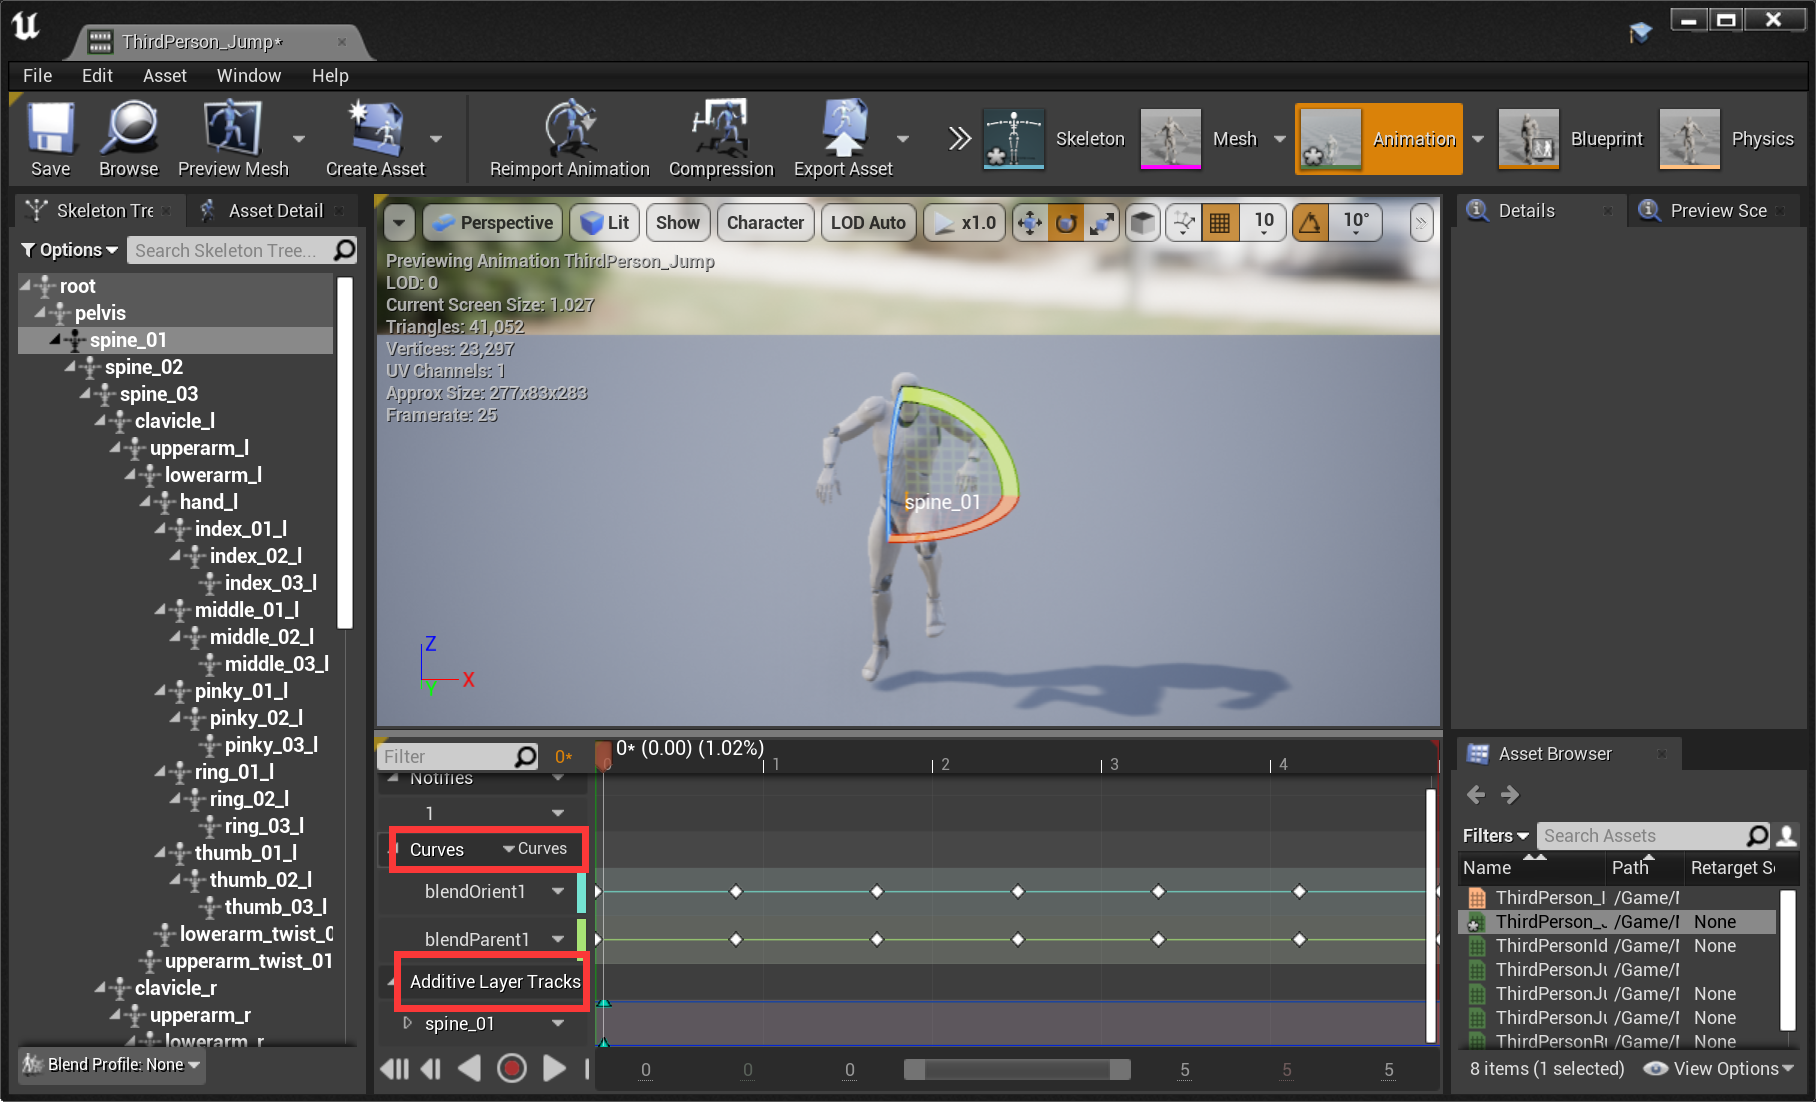 ThirdPerson_Jump*
File Edit Asset Window Help
Save Browse Preview Mesh Create Asset Reimport Animation Compression Export Asset Skeleton Mesh Animation Blueprint Physics
Skeleton Tre Asset Detail
Options Search Skeleton Tree...
root
pelvis
spine_01
spine_02
spine_03
clavicle_l
upperarm_l
lowerarm_l
hand_l
index_01_l
index_02_l
index_03_l
middle_01_l
middle_02_l
middle_03_l
pinky_01_l
pinky_02_l
pinky_03_l
ring_01_l
ring_02_l
ring_03_l
thumb_01_l
thumb_02_l
thumb_03_l
lowerarm_twist_0
upperarm_twist_01
clavicle_r
upperarm_r
lowerarm_r
Blend Profile: None
Perspective Lit Show Character LOD Auto x1.0 10 10°
Previewing Animation ThirdPerson_Jump
LOD: 0
Current Screen Size: 1.027
Triangles: 41,052
Vertices: 23,297
UV Channels: 1
Approx Size: 277x83x283
Framerate: 25
spine_01
Z
X
Y
Filter 0* 0* (0.00) (1.02%)
0 1 2 3 4
Notifies
1
Curves Curves
blendOrient1
blendParent1
Additive Layer Tracks
spine_01
0 0 0 5 5 5
Details Preview Sce
Asset Browser
Filters Search Assets
Name Path Retarget S
ThirdPerson_I /Game/
ThirdPerson_J /Game/ None
ThirdPersonId /Game/ None
ThirdPersonJu /Game/
ThirdPersonJu /Game/ None
ThirdPersonJu /Game/ None
ThirdPersonRu /Game/ None
8 items (1 selected) View Options